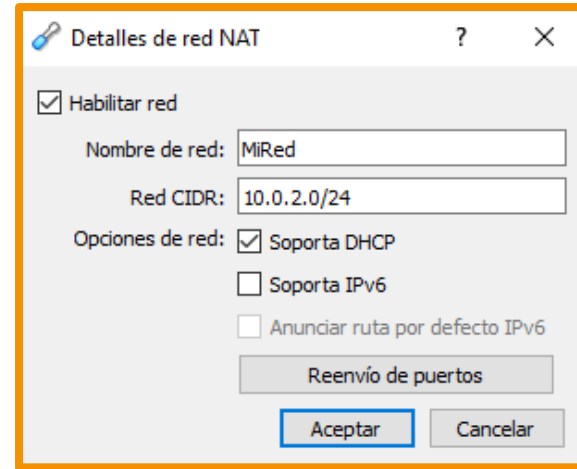 Detalles de red NAT ? ×
Habilitar red
Nombre de red: MiRed
Red CIDR: 10.0.2.0/24
Opciones de red: Soporta DHCP
Soporta IPv6
Anunciar ruta por defecto IPv6
Reenvío de puertos
Aceptar Cancelar